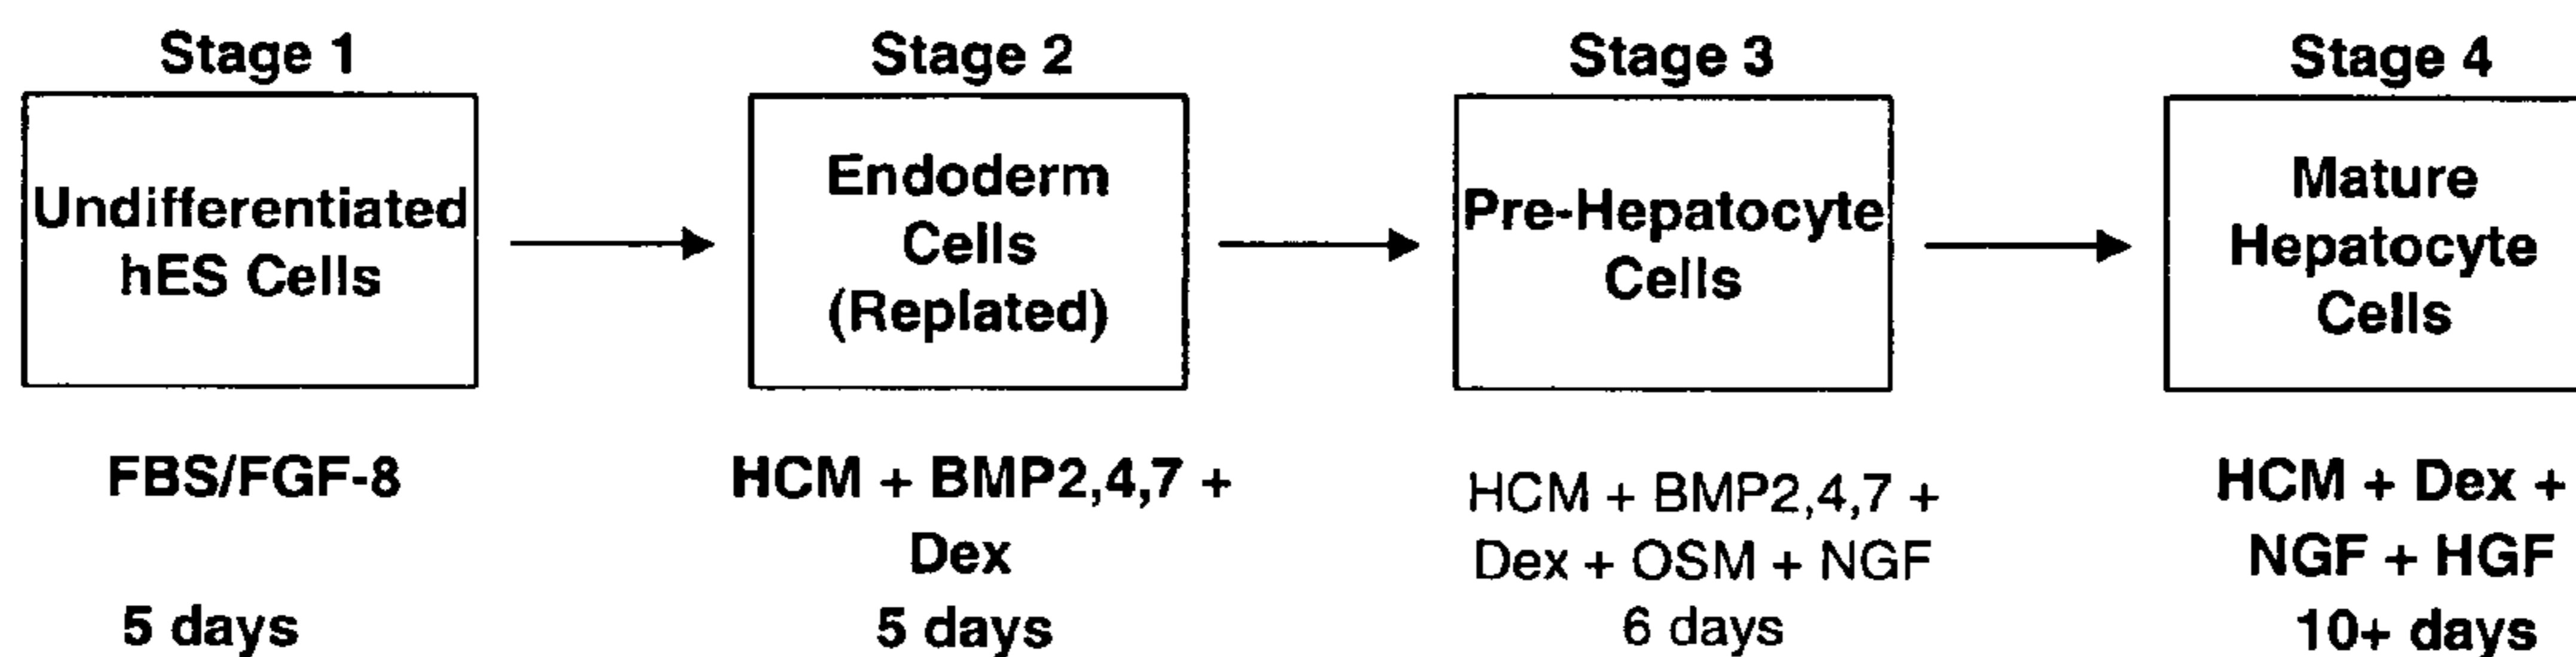 Stage 1
Undifferentiated
hES Cells
FBS/FGF-8
5 days
Stage 2
Endoderm
Cells
(Replated)
HCM + BMP2,4,7 +
Dex
5 days
Stage 3
Pre-Hepatocyte
Cells
HCM + BMP2,4,7 +
Dex + OSM + NGF
6 days
Stage 4
Mature
Hepatocyte
Cells
HCM + Dex +
NGF + HGF
10+ days